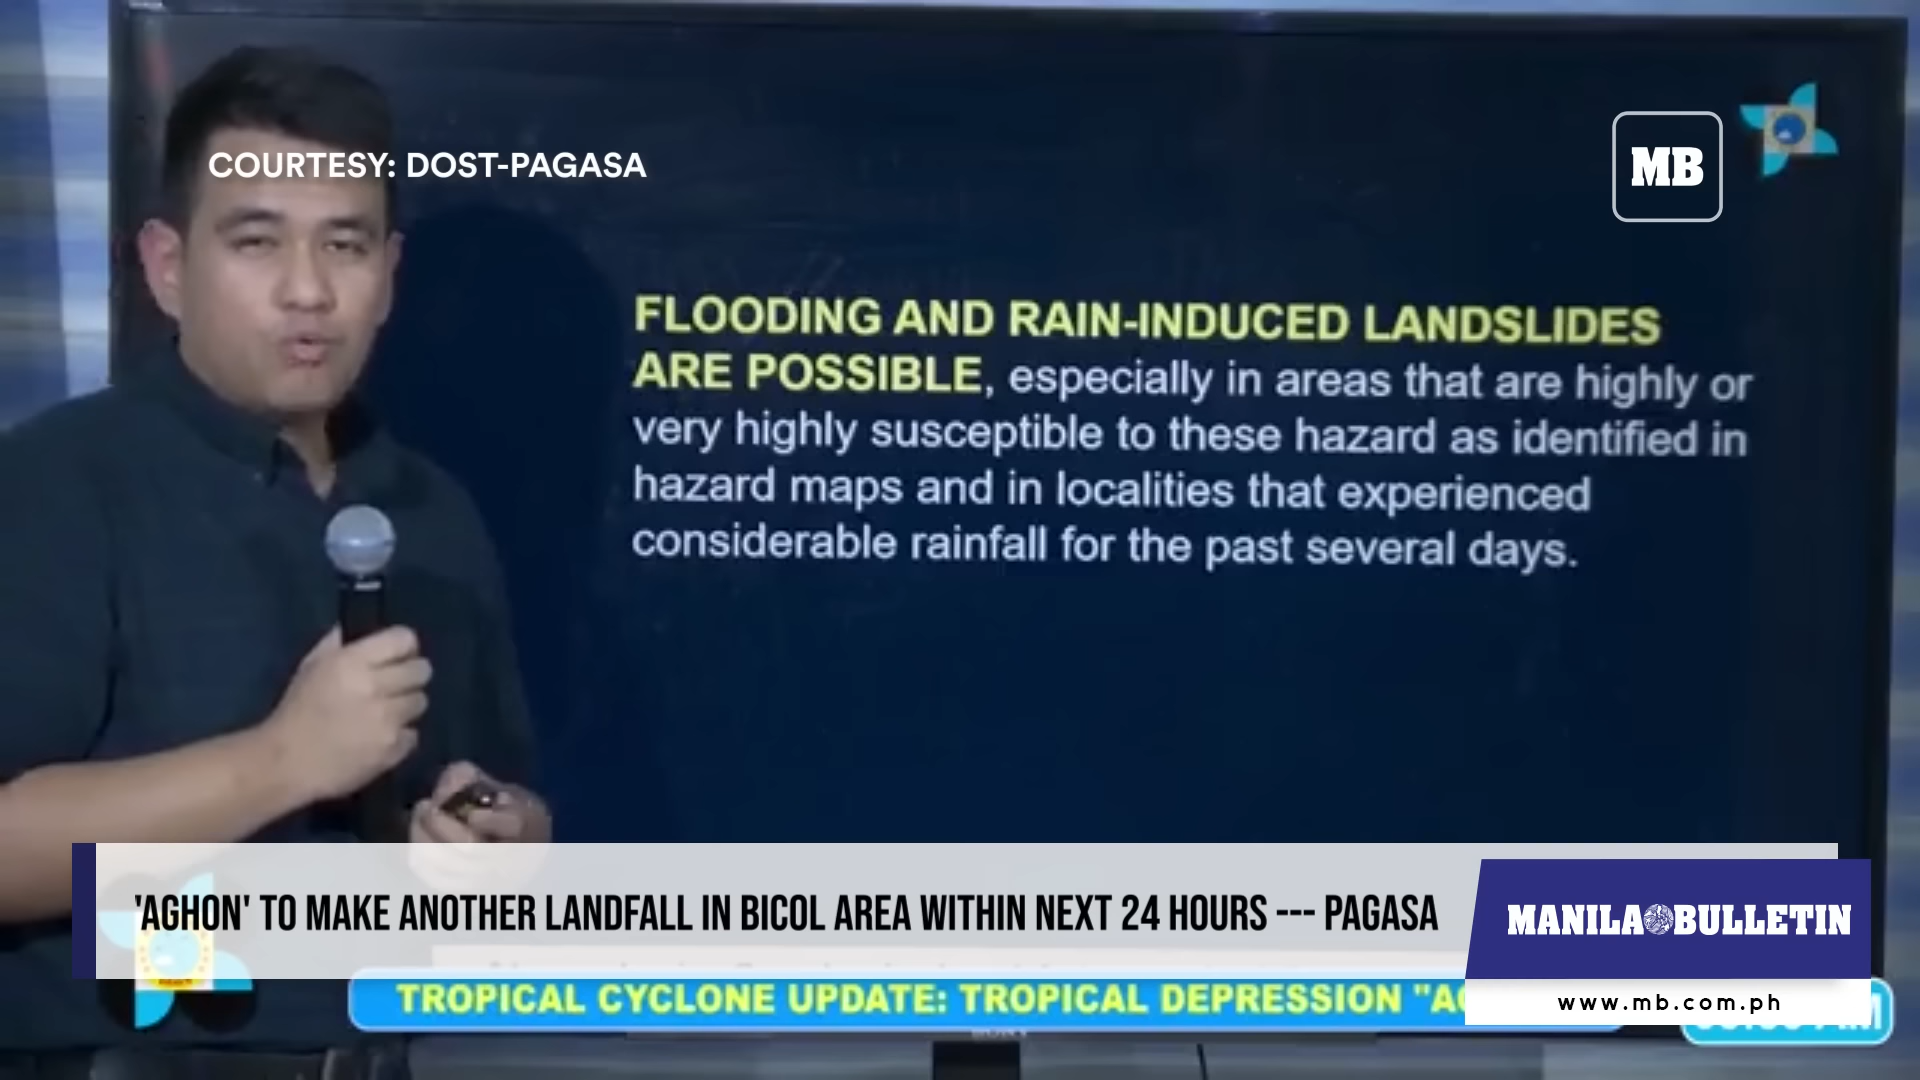 COURTESY: DOST-PAGASA
MB
FLOODING AND RAIN-INDUCED LANDSLIDES
ARE POSSIBLE, especially in areas that are highly or
very highly susceptible to these hazard as identified in
hazard maps and in localities that experienced
considerable rainfall for the past several days.
'AGHON' TO MAKE ANOTHER LANDFALL IN BICOL AREA WITHIN NEXT 24 HOURS --- PAGASA
MANILA BULLETIN
TROPICAL CYCLONE UPDATE: TROPICAL DEPRESSION "AG
www.mb.com.ph
SONY